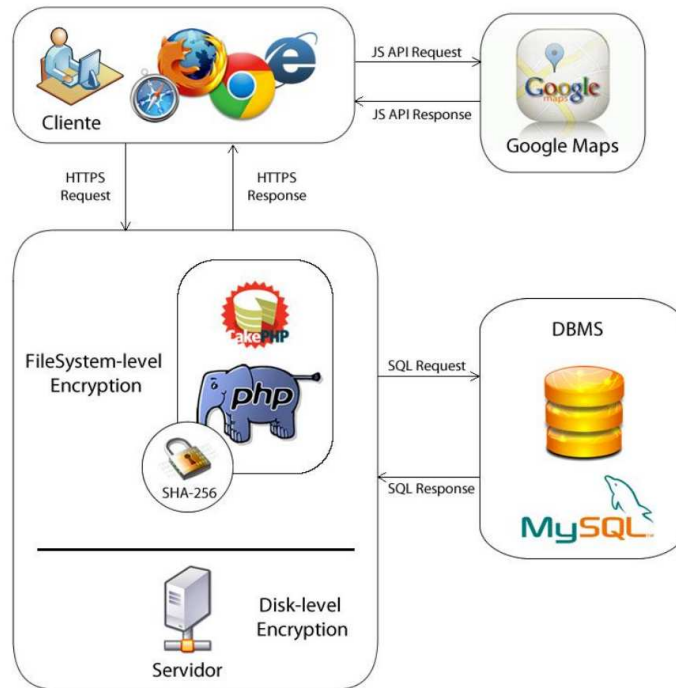 Cliente
JS API Request
JS API Response
Google
maps
Google Maps
HTTPS
Request
HTTPS
Response
CakePHP
FileSystem-level
Encryption
php
SHA-256
DBMS
SQL Request
SQL Response
MySQL
Disk-level
Encryption
Servidor